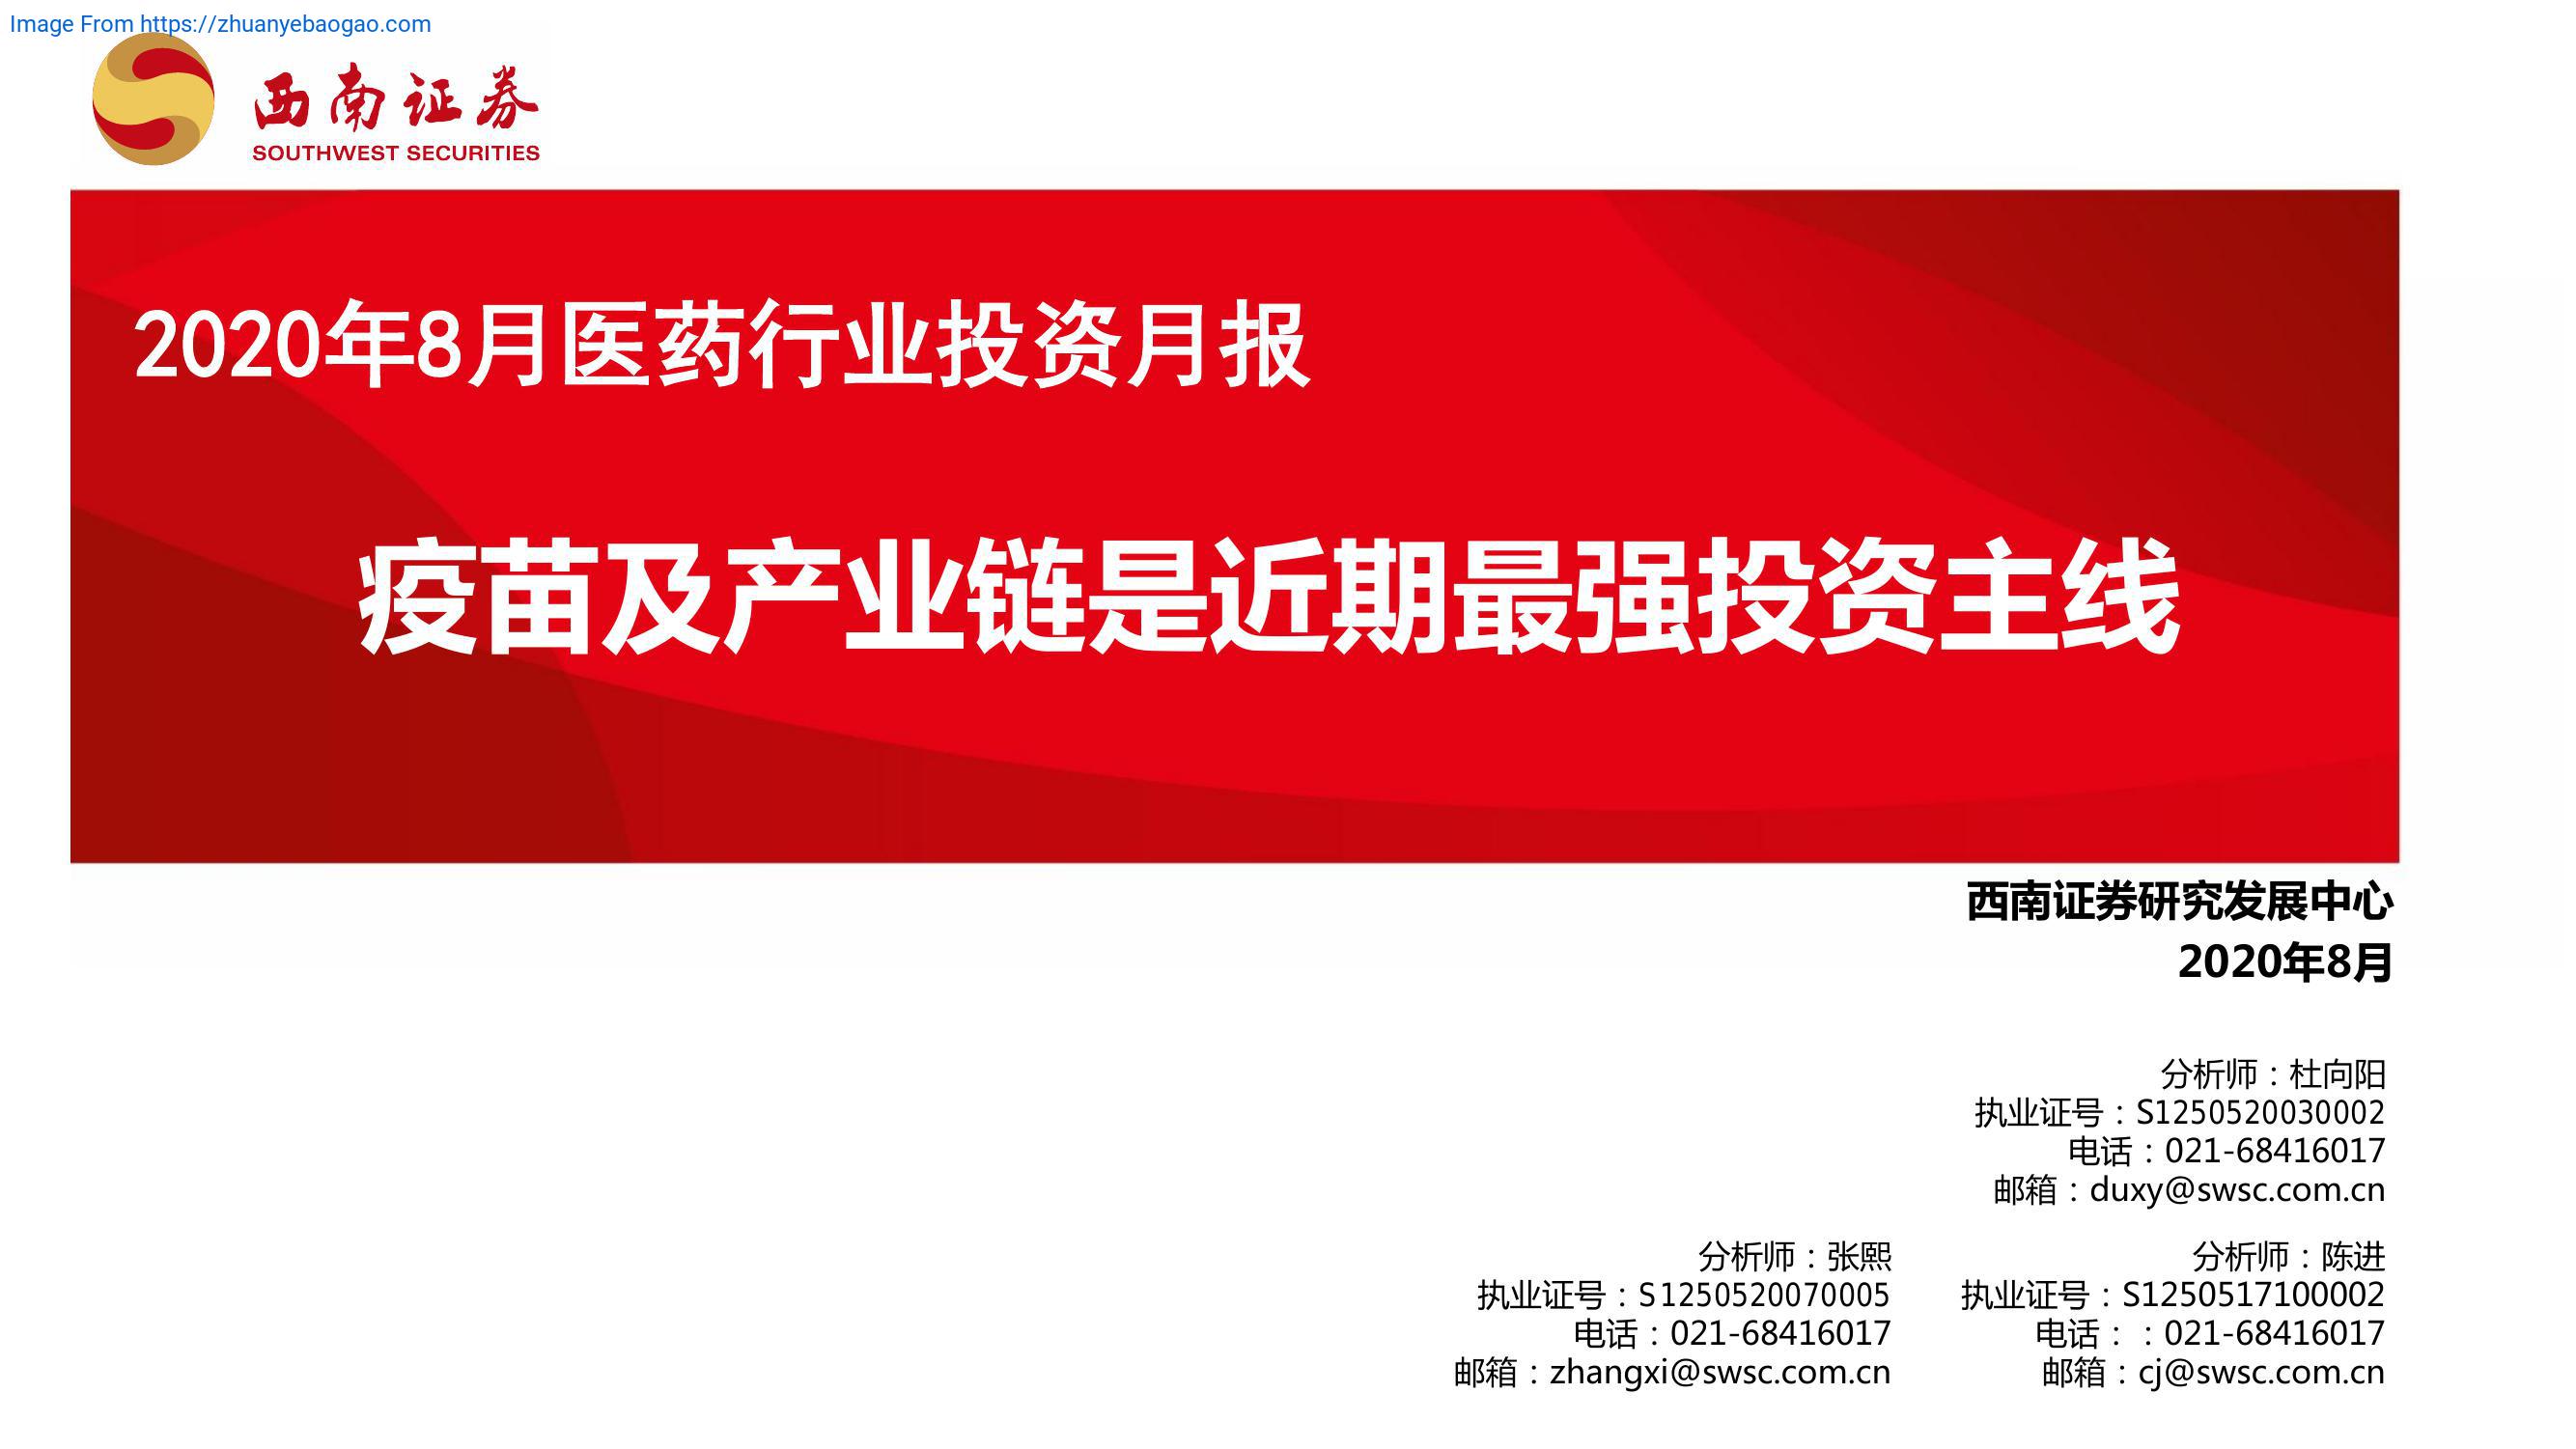 Image From https://zhuanyebaogao.com
西南证券
SOUTHWEST SECURITIES
2020年8月医药行业投资月报
疫苗及产业链是近期最强投资主线
西南证券研究发展中心
2020年8月
分析师：杜向阳
执业证号：S1250520030002
电话：021-68416017
邮箱：duxy@swsc.com.cn
分析师：张熙
执业证号：S1250520070005
电话：021-68416017
邮箱：zhangxi@swsc.com.cn
分析师：陈进
执业证号：S1250517100002
电话：：021-68416017
邮箱：cj@swsc.com.cn